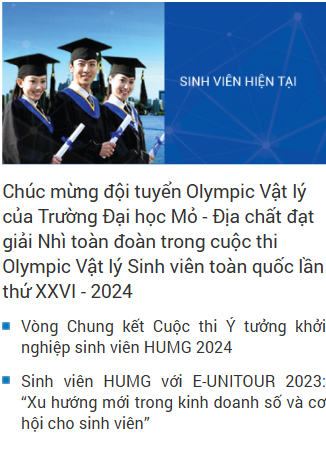 SINH VIÊN HIỆN TẠI
Chúc mừng đội tuyển Olympic Vật lý
của Trường Đại học Mỏ - Địa chất đạt
giải Nhì toàn đoàn trong cuộc thi
Olympic Vật lý Sinh viên toàn quốc lần
thứ XXVI - 2024
Vòng Chung kết Cuộc thi Ý tưởng khởi
nghiệp sinh viên HUMG 2024
Sinh viên HUMG với E-UNITOUR 2023:
“Xu hướng mới trong kinh doanh số và cơ
hội cho sinh viên”